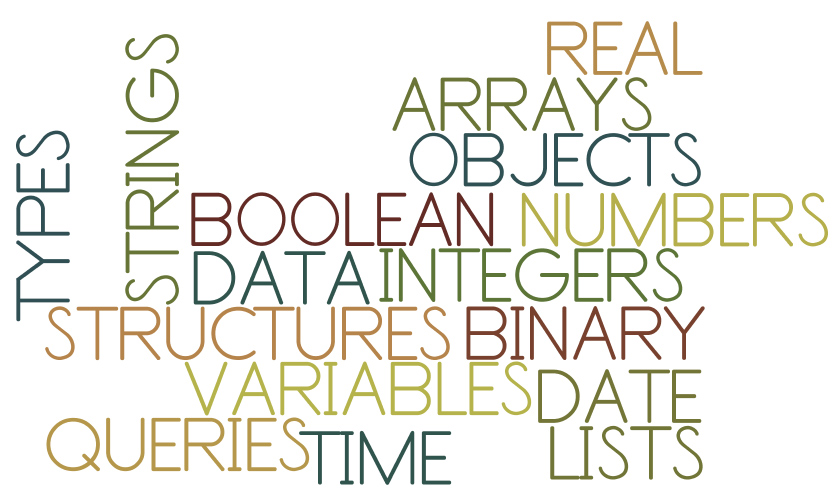 REAL
ARRAYS
OBJECTS
TYPES
STRINGS
BOOLEAN NUMBERS
DATA INTEGERS
STRUCTURES BINARY
VARIABLES DATE
QUERIES TIME LISTS